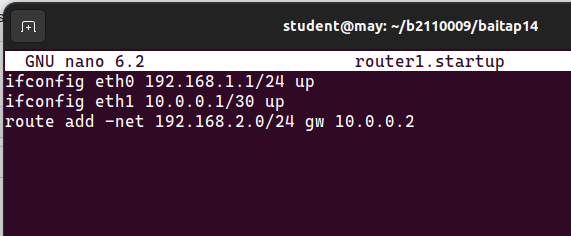 student@may: ~/b2110009/baitap14
GNU nano 6.2 router1.startup
ifconfig eth0 192.168.1.1/24 up
ifconfig eth1 10.0.0.1/30 up
route add -net 192.168.2.0/24 gw 10.0.0.2